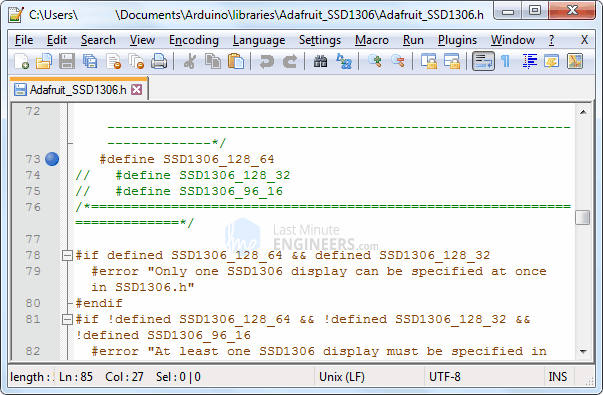 C:\Users\ \Documents\Arduino\libraries\Adafruit_SSD1306\Adafruit_SSD1306.h
File Edit Search View Encoding Language Settings Macro Run Plugins Window ? X
Adafruit_SSD1306.h
72
----------------------------------------------------------
-------------*/
73 #define SSD1306_128_64
74 // #define SSD1306_128_32
75 // #define SSD1306_96_16
76 /*============================================================
=============*/
Last Minute
ENGINEERS.com
77
78 #if defined SSD1306_128_64 && defined SSD1306_128_32
79 #error "Only one SSD1306 display can be specified at once
in SSD1306.h"
80 #endif
81 #if !defined SSD1306_128_64 && !defined SSD1306_128_32 &&
!defined SSD1306_96_16
82 #error "At least one SSD1306 display must be specified in
length : Ln : 85 Col : 27 Sel : 0 | 0 Unix (LF) UTF-8 INS